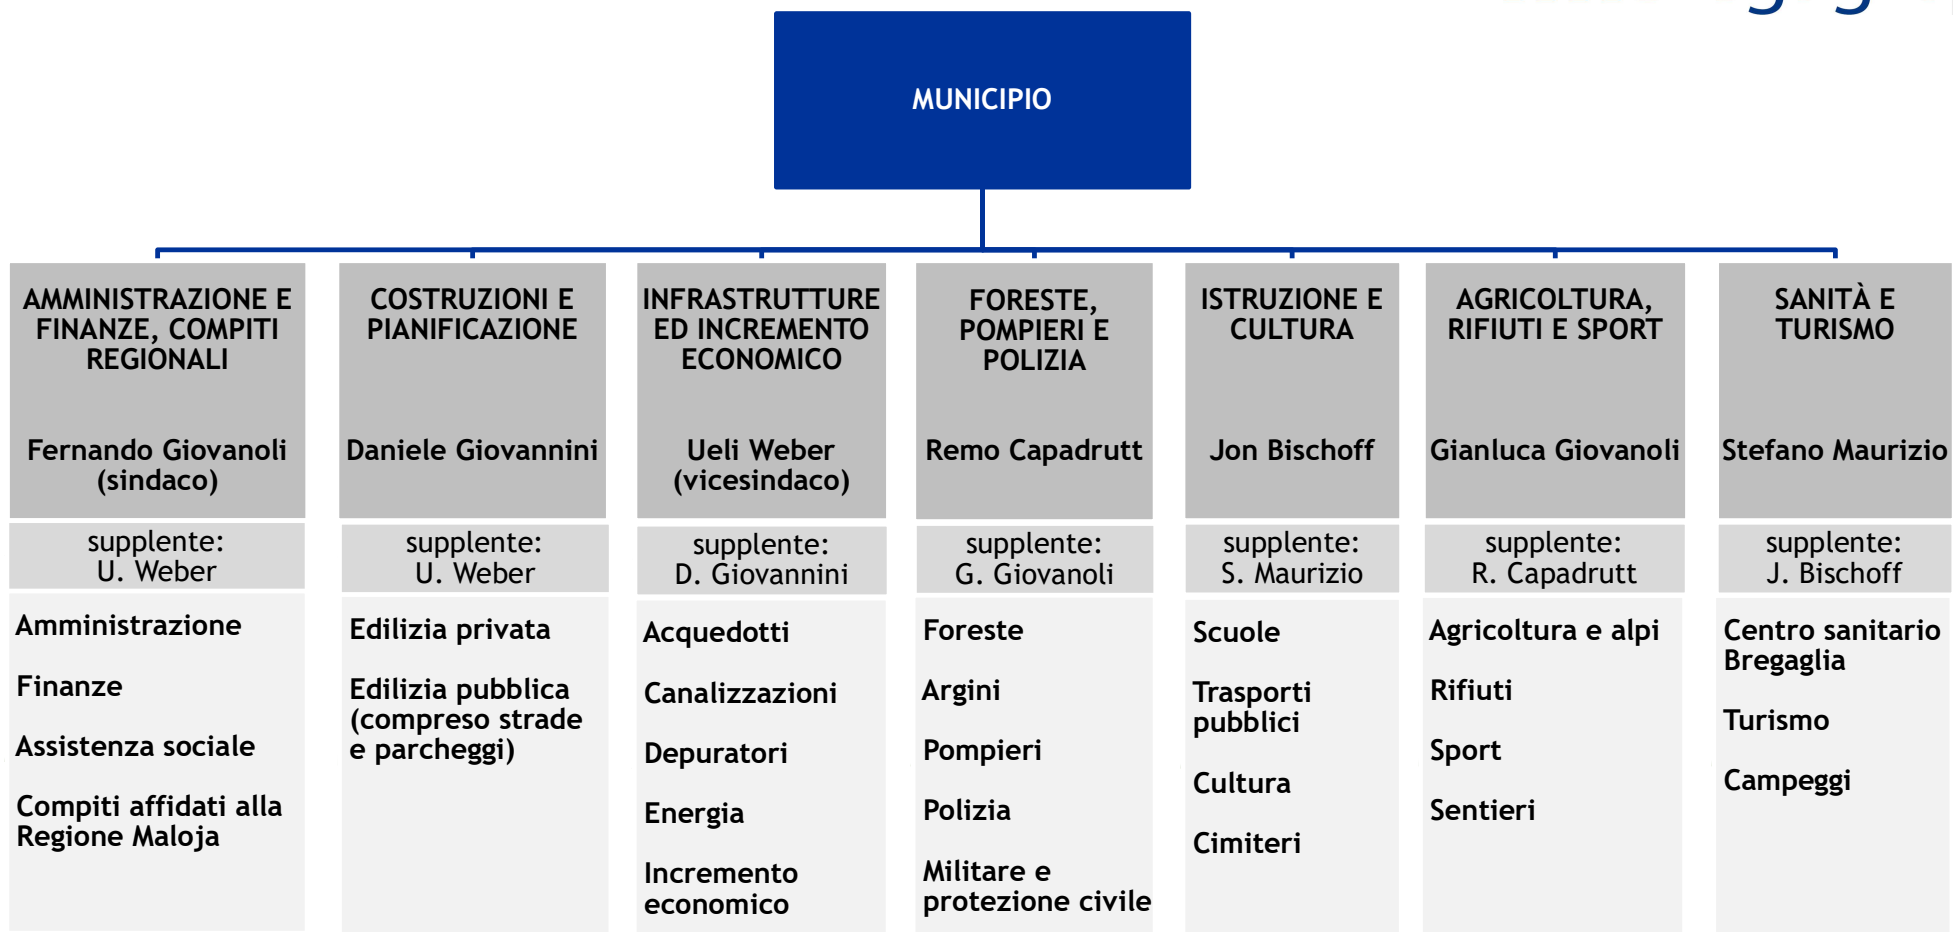 MUNICIPIO
AMMINISTRAZIONE E
FINANZE, COMPITI
REGIONALI
Fernando Giovanoli
(sindaco)
supplente:
U. Weber
Amministrazione
Finanze
Assistenza sociale
Compiti affidati alla
Regione Maloja
COSTRUZIONI E
PIANIFICAZIONE
Daniele Giovannini
supplente:
U. Weber
Edilizia privata
Edilizia pubblica
(compreso strade
e parcheggi)
INFRASTRUTTURE
ED INCREMENTO
ECONOMICO
Ueli Weber
(vicesindaco)
supplente:
D. Giovannini
Acquedotti
Canalizzazioni
Depuratori
Energia
Incremento
economico
FORESTE,
POMPIERI E
POLIZIA
Remo Capadrutt
supplente:
G. Giovanoli
Foreste
Argini
Pompieri
Polizia
Militare e
protezione civile
ISTRUZIONE E
CULTURA
Jon Bischoff
supplente:
S. Maurizio
Scuole
Trasporti
pubblici
Cultura
Cimiteri
AGRICOLTURA,
RIFIUTI E SPORT
Gianluca Giovanoli
supplente:
R. Capadrutt
Agricoltura e alpi
Rifiuti
Sport
Sentieri
SANITÀ E
TURISMO
Stefano Maurizio
supplente:
J. Bischoff
Centro sanitario
Bregaglia
Turismo
Campeggi